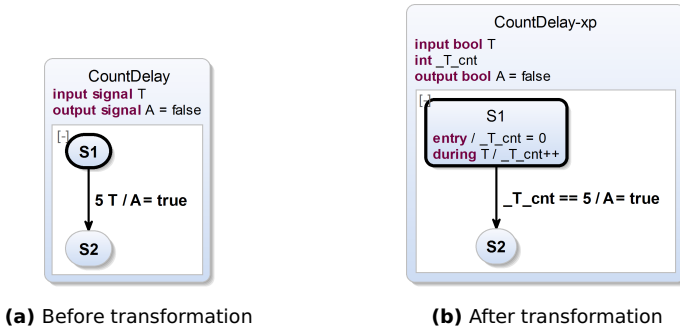 CountDelay
input signal T
output signal A = false
[-]
S1
5 T / A = true
S2
(a) Before transformation
CountDelay-xp
input bool T
int _T_cnt
output bool A = false
[-]
S1
entry / _T_cnt = 0
during T / _T_cnt++
_T_cnt == 5 / A = true
S2
(b) After transformation